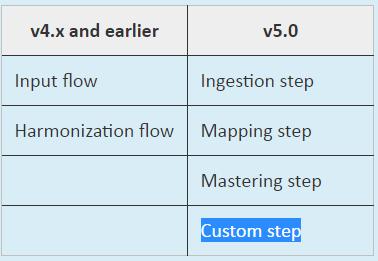 v4.x and earlier v5.0
Input flow Ingestion step
Harmonization flow Mapping step
Mastering step
Custom step